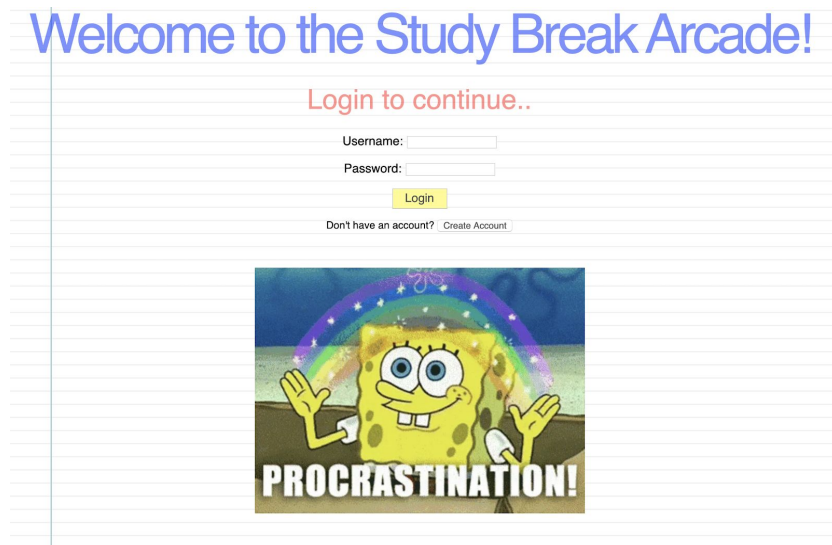 Welcome to the Study Break Arcade!
Login to continue..
Username:
Password:
Login
Don't have an account? Create Account
PROCRASTINATION!